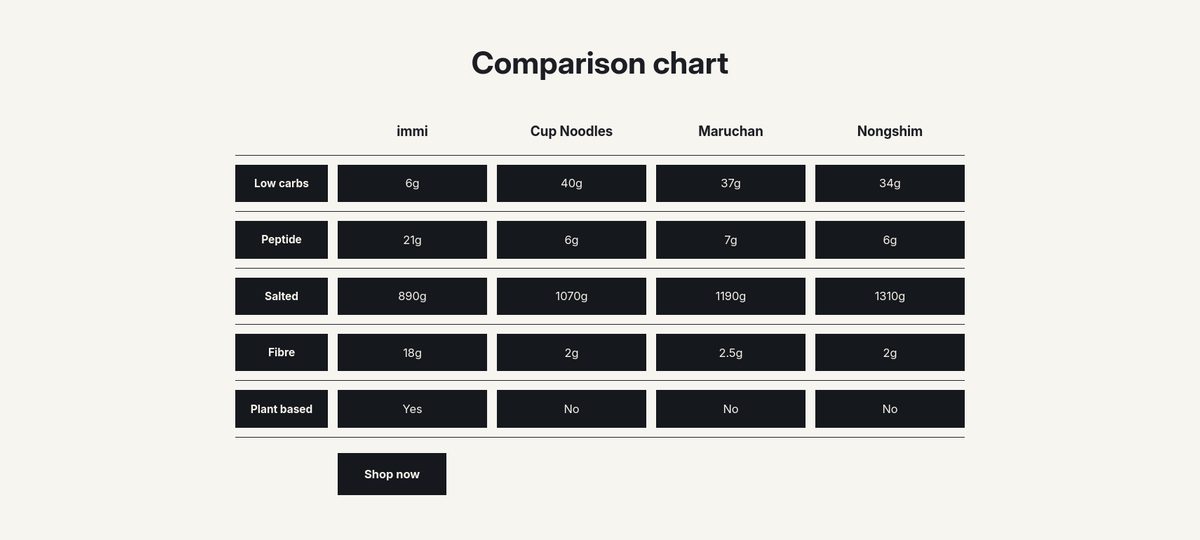 Comparison chart
immi Cup Noodles Maruchan Nongshim
Low carbs 6g 40g 37g 34g
Peptide 21g 6g 7g 6g
Salted 890g 1070g 1190g 1310g
Fibre 18g 2g 2.5g 2g
Plant based Yes No No No
Shop now